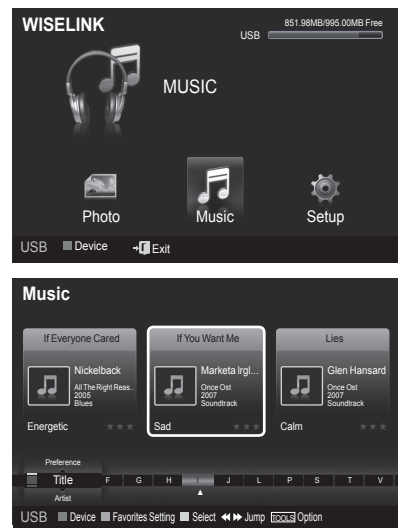 WISELINK
851.98MB/995.00MB Free
USB
MUSIC
Photo Music Setup
USB Device Exit
Music
If Everyone Cared
Nickelback
All The Right Reas..
2005
Blues
Energetic
If You Want Me
Marketa Irgl...
Once Ost
2007
Soundtrack
Sad
Lies
Glen Hansard
Once Ost
2007
Soundtrack
Calm
Preference
Title F G H I J L P S T V
Artist
USB Device Favorites Setting Select Jump TOOLS Option